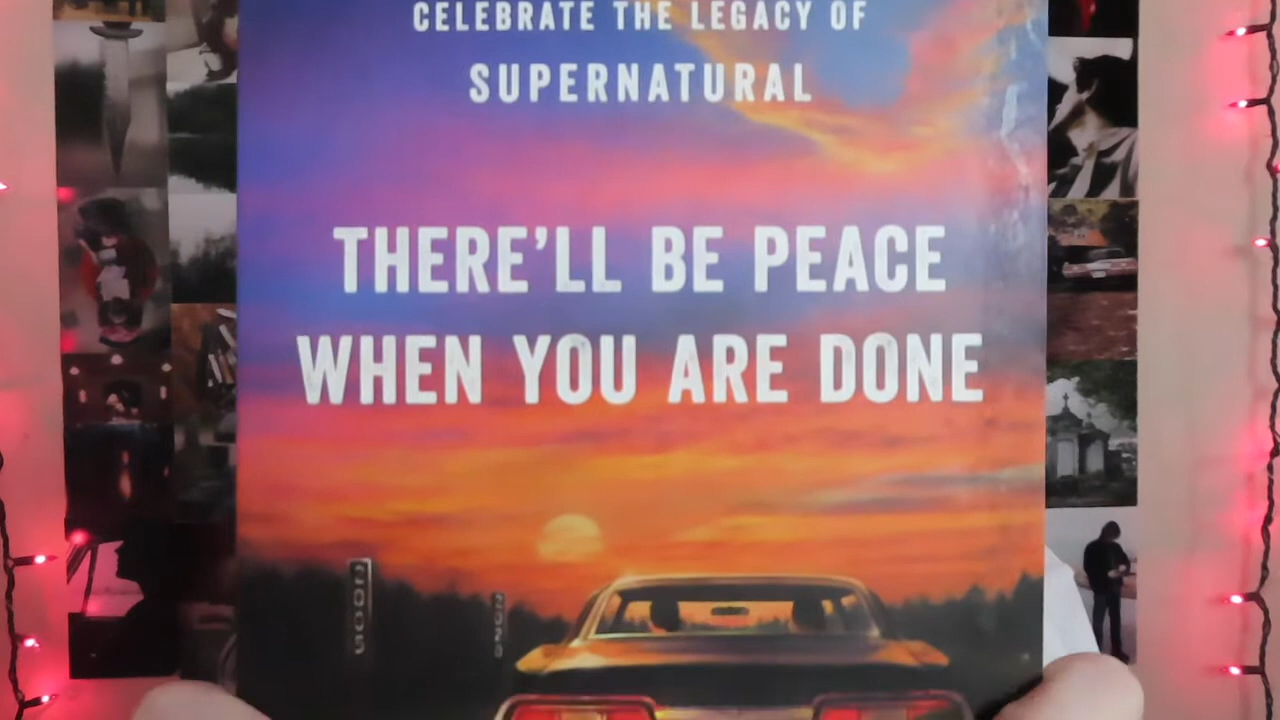 CELEBRATE THE LEGACY OF
SUPERNATURAL
THERE'LL BE PEACE
WHEN YOU ARE DONE